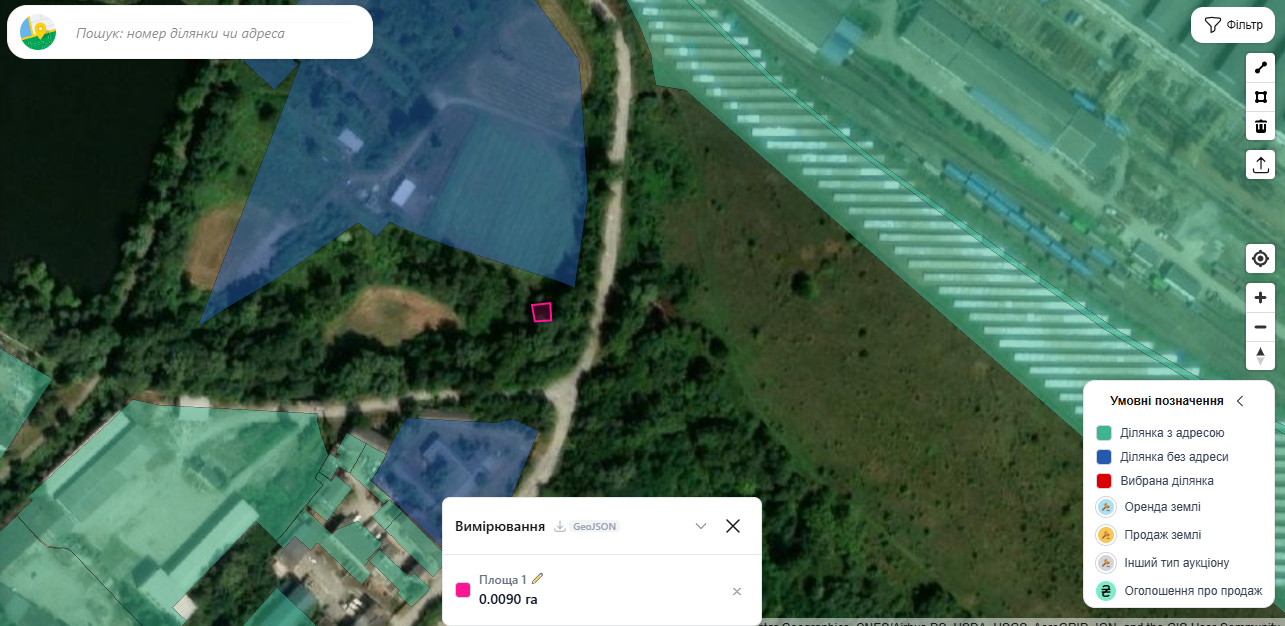 Пошук: номер ділянки чи адреса
Фільтр
Умовні позначення
Ділянка з адресою
Ділянка без адреси
Вибрана ділянка
Оренда землі
Продаж землі
Інший тип аукціону
Оголошення про продаж
Вимірювання GeoJSON
Площа 1
0.0090 га